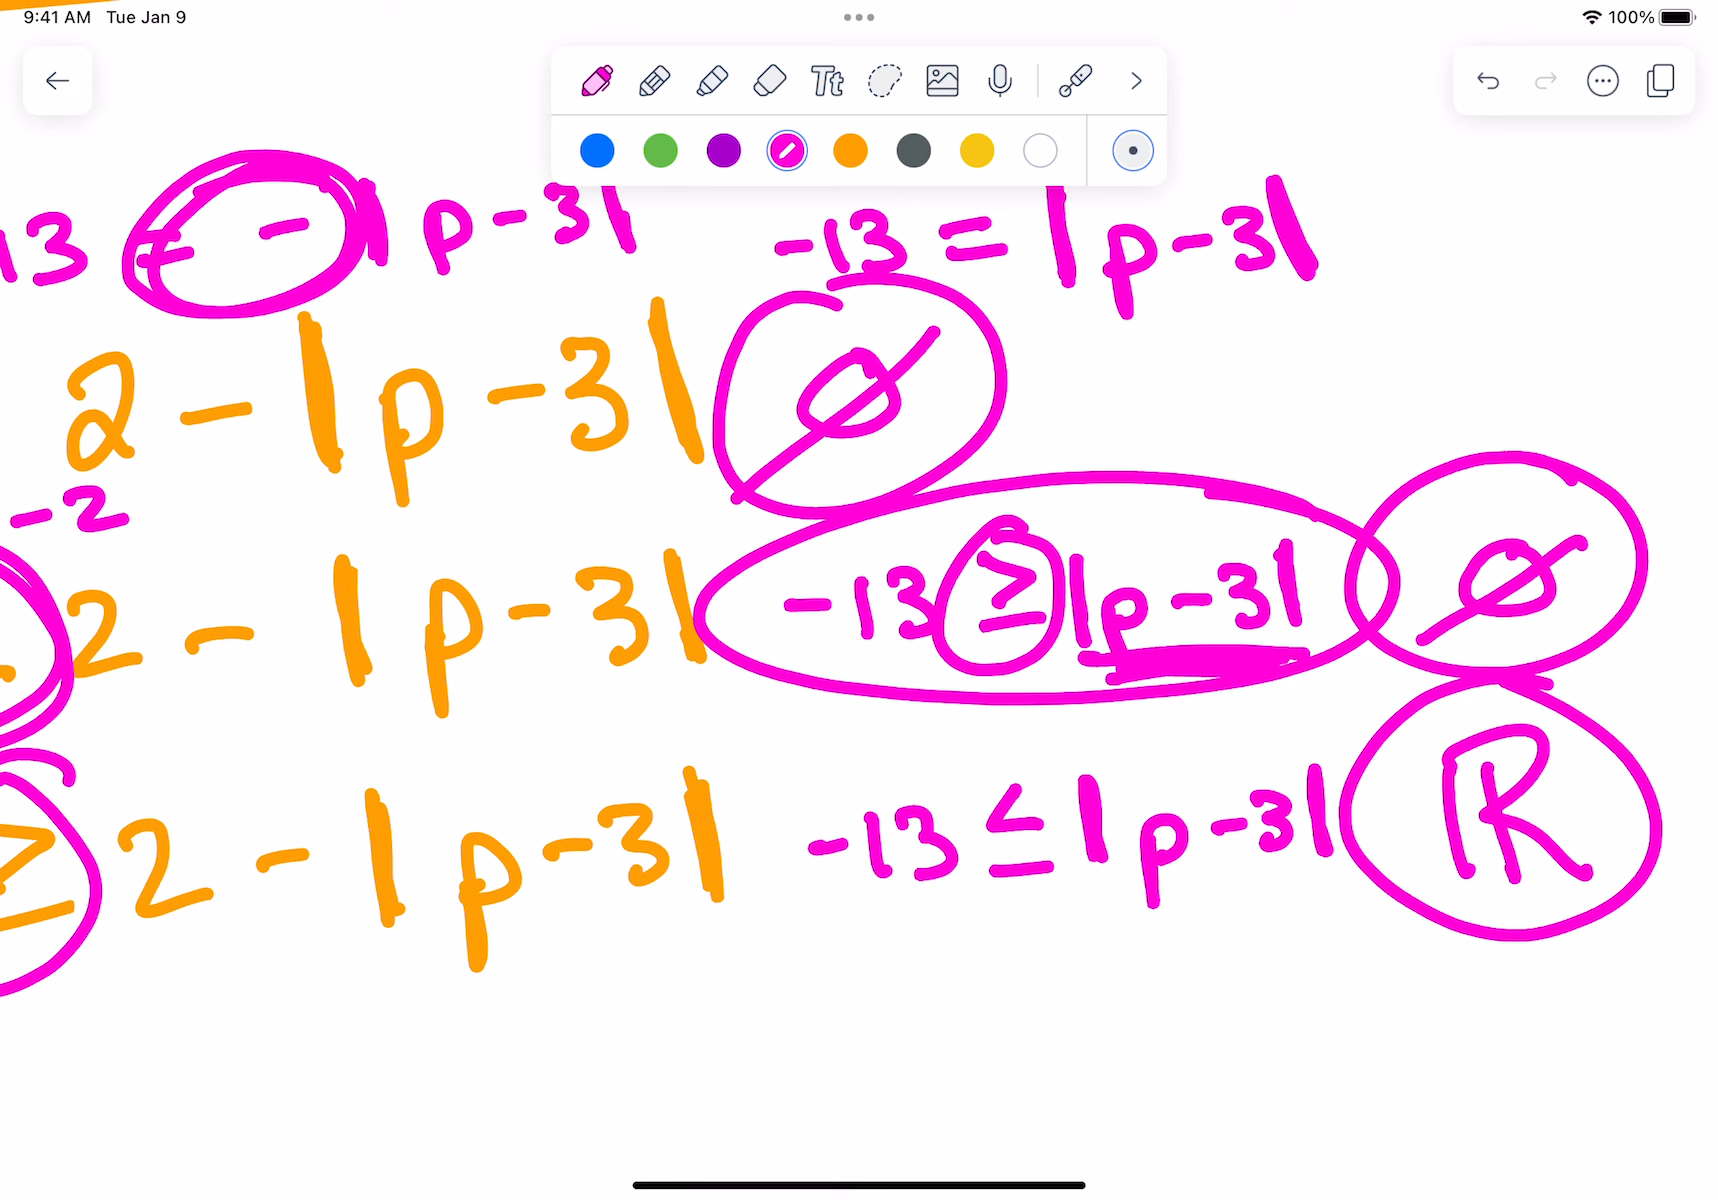 9:41 AM Tue Jan 9
100%
Tt
13 = - |p-3| -13 = |p-3|
2 - |p-3| ∅
-2
2 - |p-3| -13 ≥ |p-3| ∅
≥ 2 - |p-3| -13 ≤ |p-3| ℝ